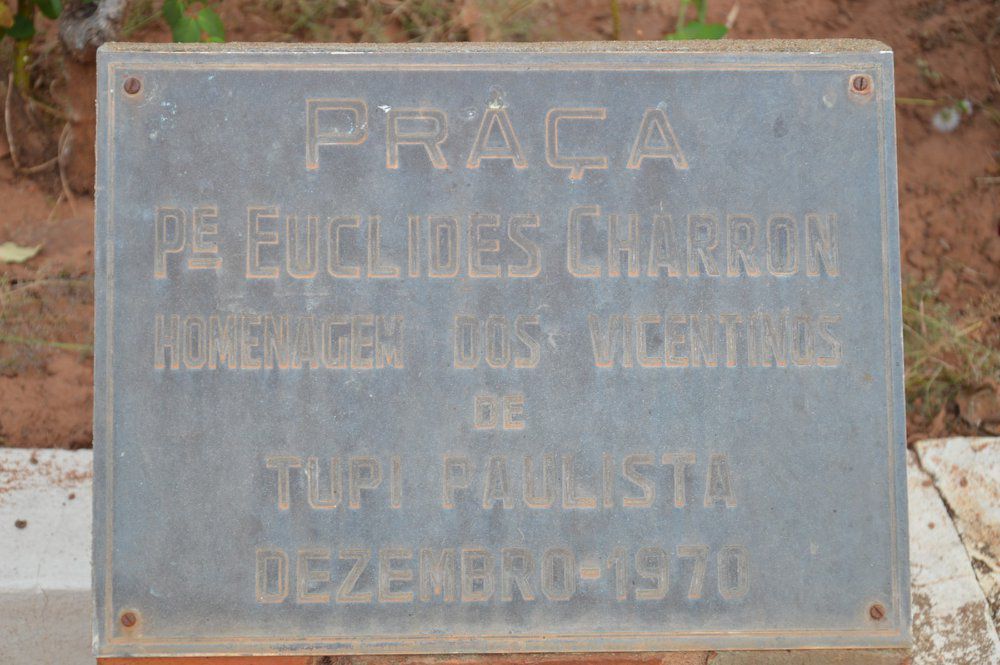 PRAÇA
PE EUCLIDES CHARRON
HOMENAGEM DOS VICENTINOS
DE
TUPI PAULISTA
DEZEMBRO-1970